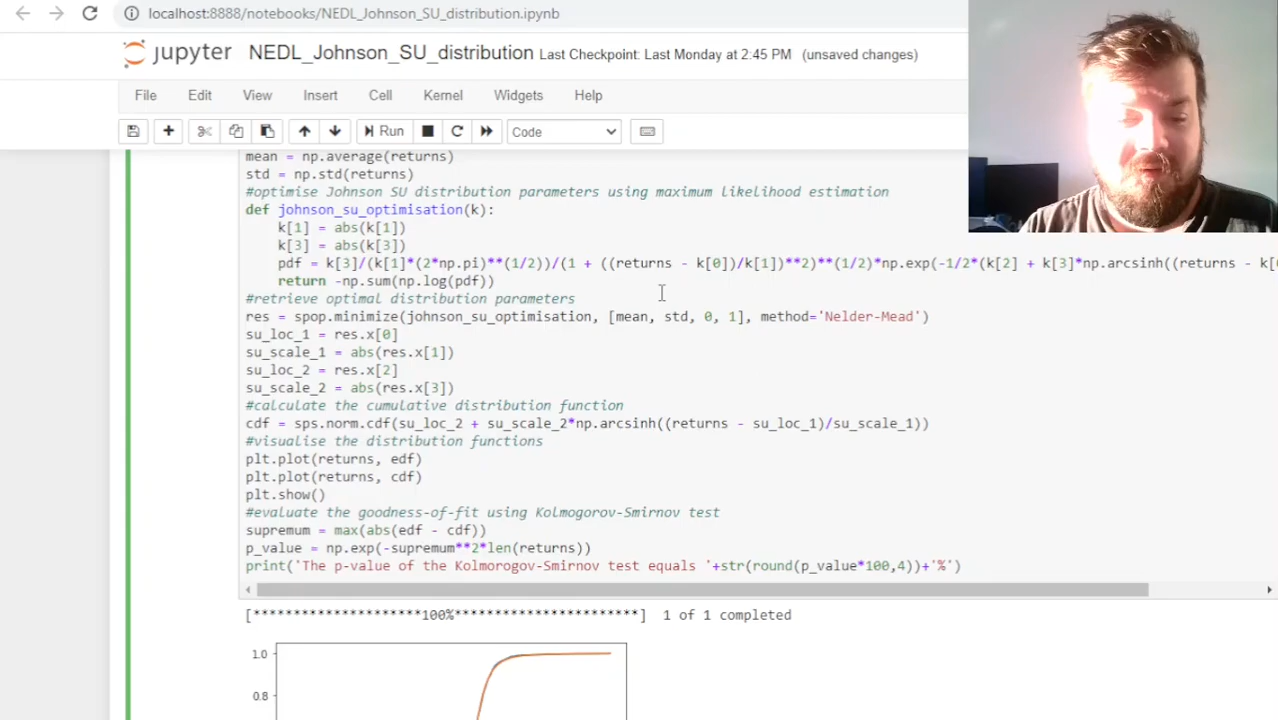 localhost:8888/notebooks/NEDL_Johnson_SU_distribution.ipynb
jupyter NEDL_Johnson_SU_distribution Last Checkpoint: Last Monday at 2:45 PM (unsaved changes)
File Edit View Insert Cell Kernel Widgets Help
Run Code
mean = np.average(returns)
std = np.std(returns)
#optimise Johnson SU distribution parameters using maximum likelihood estimation
def johnson_su_optimisation(k):
    k[1] = abs(k[1])
    k[3] = abs(k[3])
    pdf = k[3]/(k[1]*(2*np.pi)**(1/2))/(1 + ((returns - k[0])/k[1])**2)**(1/2)*np.exp(-1/2*(k[2] + k[3]*np.arcsinh((returns - k[0
    return -np.sum(np.log(pdf))
#retrieve optimal distribution parameters
res = spop.minimize(johnson_su_optimisation, [mean, std, 0, 1], method='Nelder-Mead')
su_loc_1 = res.x[0]
su_scale_1 = abs(res.x[1])
su_loc_2 = res.x[2]
su_scale_2 = abs(res.x[3])
#calculate the cumulative distribution function
cdf = sps.norm.cdf(su_loc_2 + su_scale_2*np.arcsinh((returns - su_loc_1)/su_scale_1))
#visualise the distribution functions
plt.plot(returns, edf)
plt.plot(returns, cdf)
plt.show()
#evaluate the goodness-of-fit using Kolmogorov-Smirnov test
supremum = max(abs(edf - cdf))
p_value = np.exp(-supremum**2*len(returns))
print('The p-value of the Kolmorogov-Smirnov test equals '+str(round(p_value*100,4))+'%')
[*********************100%***********************] 1 of 1 completed
1.0
0.8